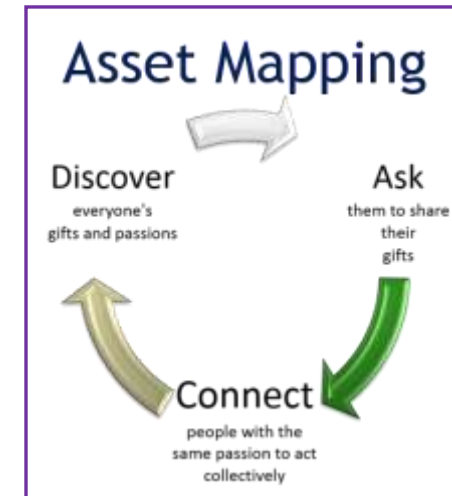 Asset Mapping
Discover
everyone's
gifts and passions
Ask
them to share
their
gifts
Connect
people with the
same passion to act
collectively